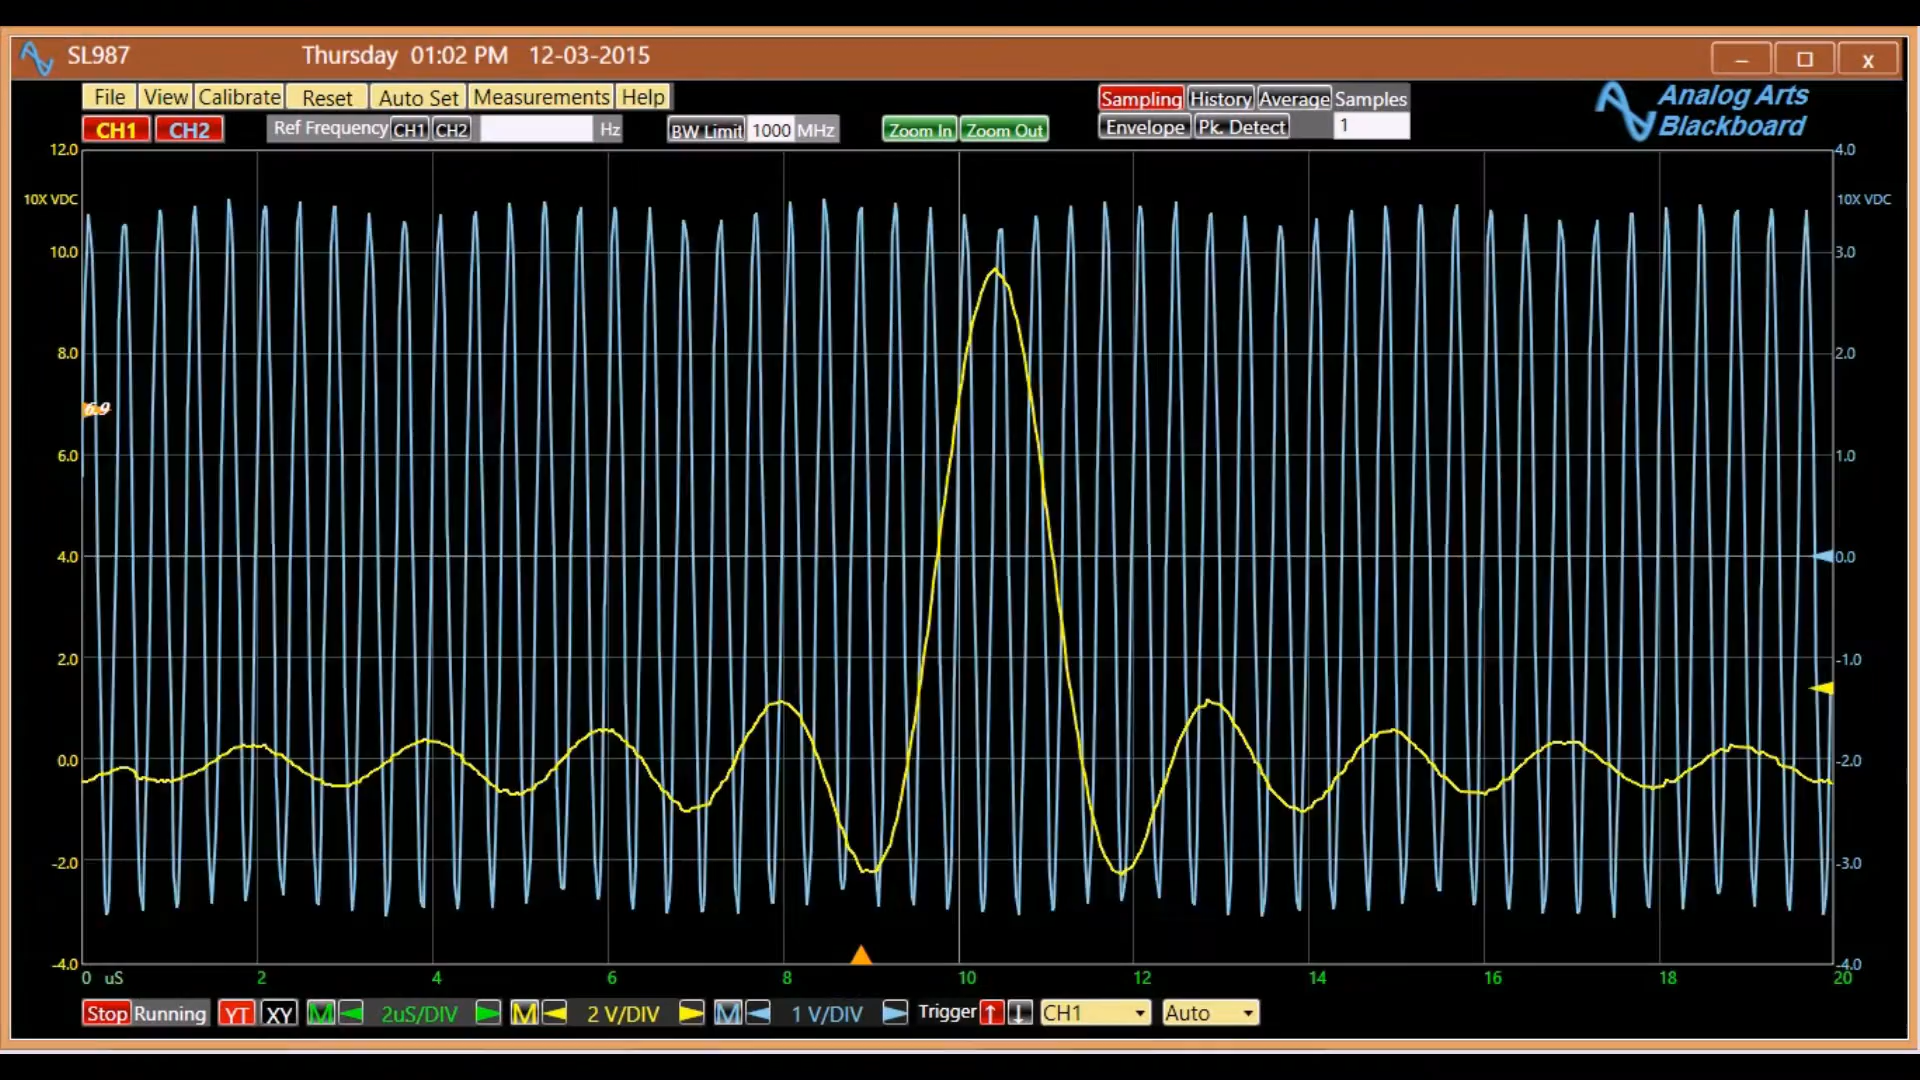 SL987 Thursday 01:02 PM 12-03-2015 – x
File View Calibrate Reset Auto Set Measurements Help Sampling History Average Samples Analog Arts
CH1 CH2 Ref Frequency CH1 CH2 Hz BW Limit 1000 MHz Zoom In Zoom Out Envelope Pk. Detect 1 Blackboard
12.0 4.0
10X VDC 10X VDC
10.0 3.0
8.0 2.0
6.9
6.0 1.0
4.0 0.0
2.0 -1.0
0.0 -2.0
-2.0 -3.0
-4.0 -4.0
0 uS 2 4 6 8 10 12 14 16 18 20
Stop Running YT XY M 2uS/DIV M 2 V/DIV M 1 V/DIV Trigger ↑ ↓ CH1 Auto